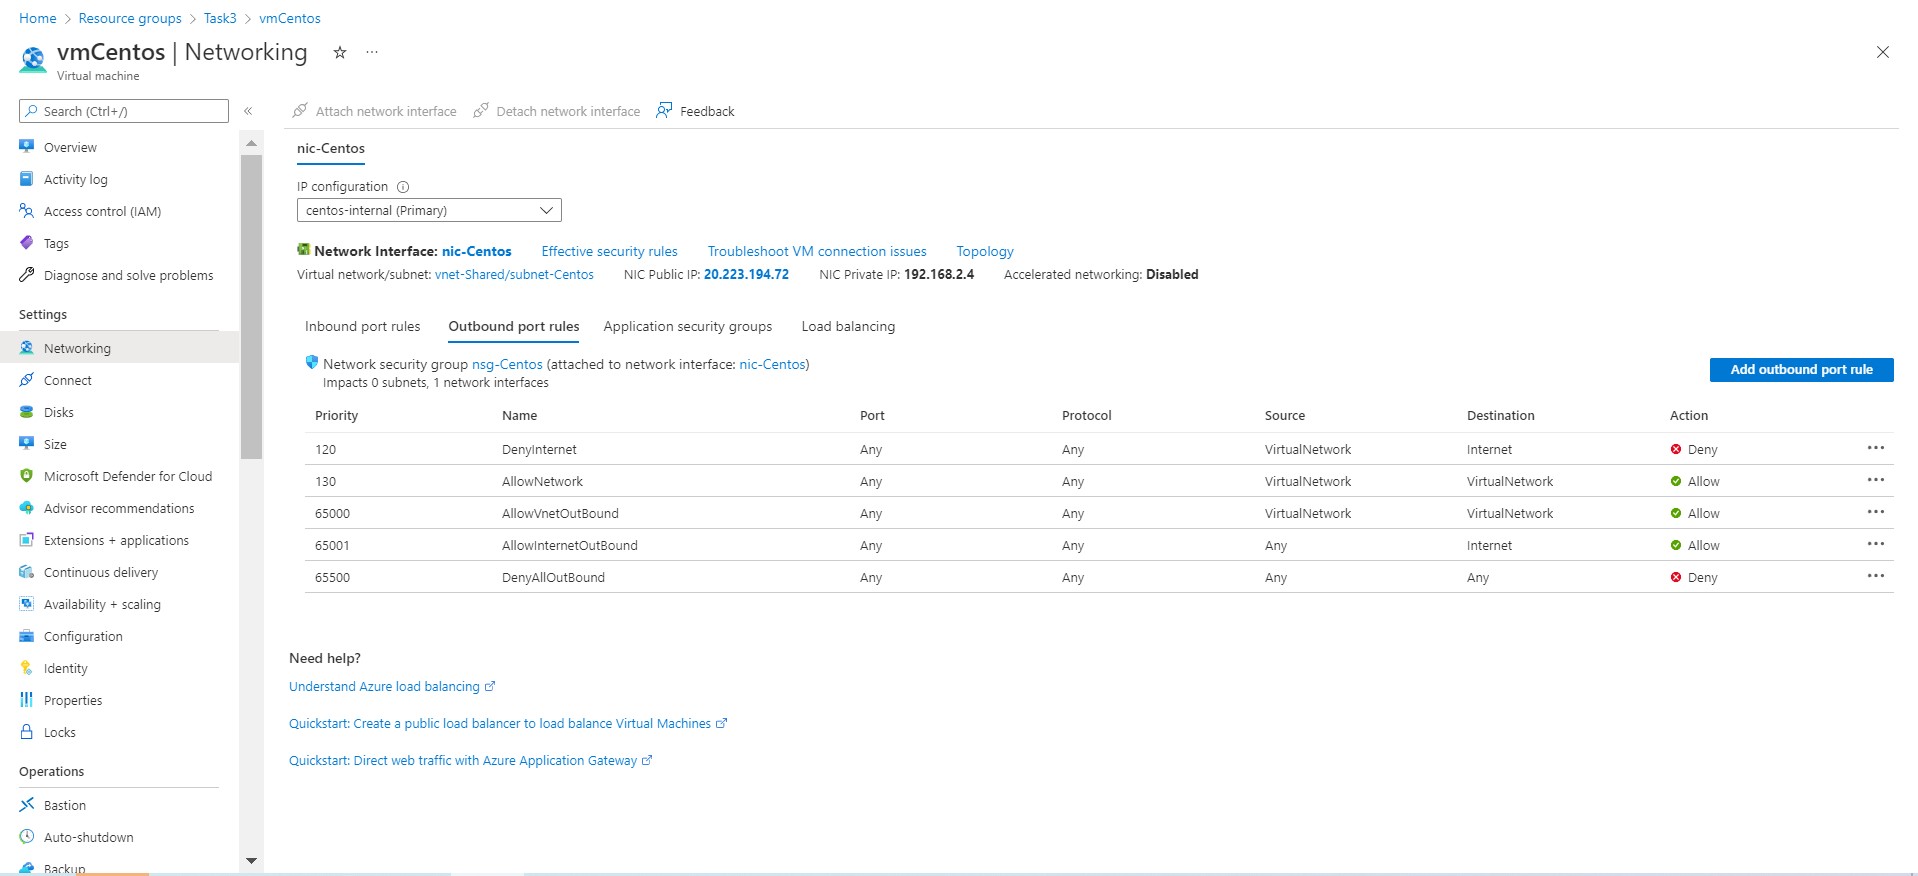 Home > Resource groups > Task3 > vmCentos
vmCentos | Networking ☆ ···
Virtual machine
Search (Ctrl+/)
«
Overview
Activity log
Access control (IAM)
Tags
Diagnose and solve problems
Settings
Networking
Connect
Disks
Size
Microsoft Defender for Cloud
Advisor recommendations
Extensions + applications
Continuous delivery
Availability + scaling
Configuration
Identity
Properties
Locks
Operations
Bastion
Auto-shutdown
Backup
Attach network interface Detach network interface Feedback
nic-Centos
IP configuration
centos-internal (Primary)
Network Interface: nic-Centos Effective security rules Troubleshoot VM connection issues Topology
Virtual network/subnet: vnet-Shared/subnet-Centos NIC Public IP: 20.223.194.72 NIC Private IP: 192.168.2.4 Accelerated networking: Disabled
Inbound port rules Outbound port rules Application security groups Load balancing
Network security group nsg-Centos (attached to network interface: nic-Centos)
Impacts 0 subnets, 1 network interfaces
Add outbound port rule
Priority Name Port Protocol Source Destination Action
120 DenyInternet Any Any VirtualNetwork Internet Deny ···
130 AllowNetwork Any Any VirtualNetwork VirtualNetwork Allow ···
65000 AllowVnetOutBound Any Any VirtualNetwork VirtualNetwork Allow ···
65001 AllowInternetOutBound Any Any Any Internet Allow ···
65500 DenyAllOutBound Any Any Any Any Deny ···
Need help?
Understand Azure load balancing
Quickstart: Create a public load balancer to load balance Virtual Machines
Quickstart: Direct web traffic with Azure Application Gateway